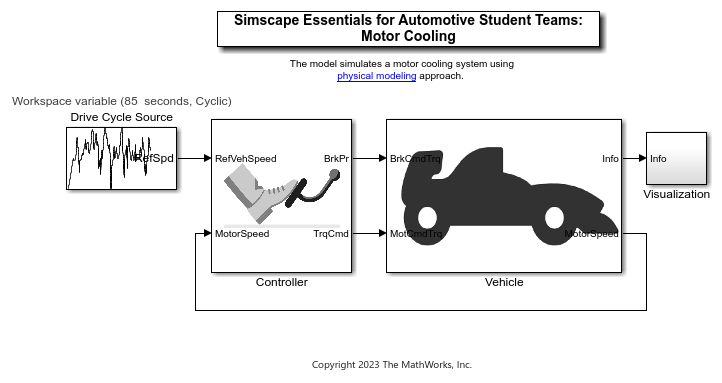 Simscape Essentials for Automotive Student Teams:
Motor Cooling
The model simulates a motor cooling system using
physical modeling approach.
Workspace variable (85  seconds, Cyclic)
Drive Cycle Source
RefSpd
RefVehSpeed
BrkPr
BrkCmdTrq
Info
Info
Visualization
MotorSpeed
TrqCmd
MotCmdTrq
MotorSpeed
Controller
Vehicle
Copyright 2023 The MathWorks, Inc.